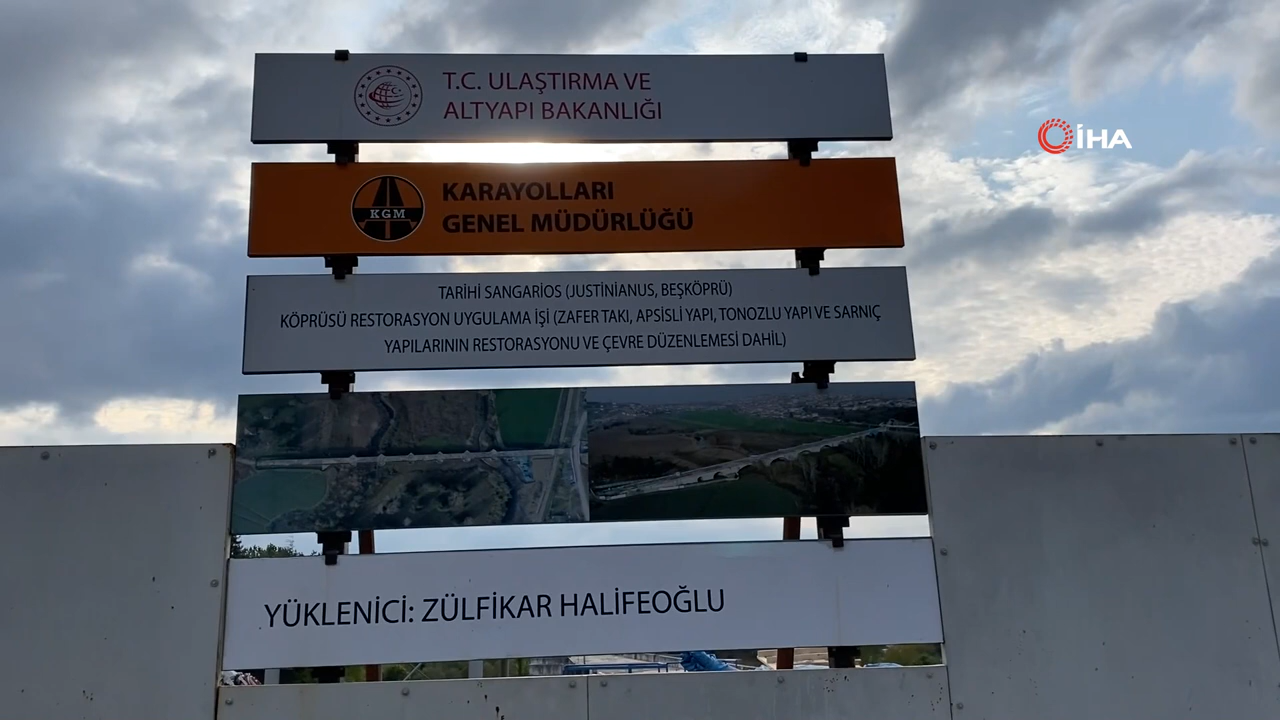 T.C. ULAŞTIRMA VE
ALTYAPI BAKANLIĞI
İHA
KGM
KARAYOLLARI
GENEL MÜDÜRLÜĞÜ
TARİHİ SANGARİOS (JUSTİNİANUS, BEŞKÖPRÜ)
KÖPRÜSÜ RESTORASYON UYGULAMA İŞİ (ZAFER TAKI, APSİSLİ YAPI, TONOZLU YAPI VE SARNIÇ
YAPILARININ RESTORASYONU VE ÇEVRE DÜZENLEMESİ DAHİL)
YÜKLENİCİ: ZÜLFİKAR HALİFEOĞLU